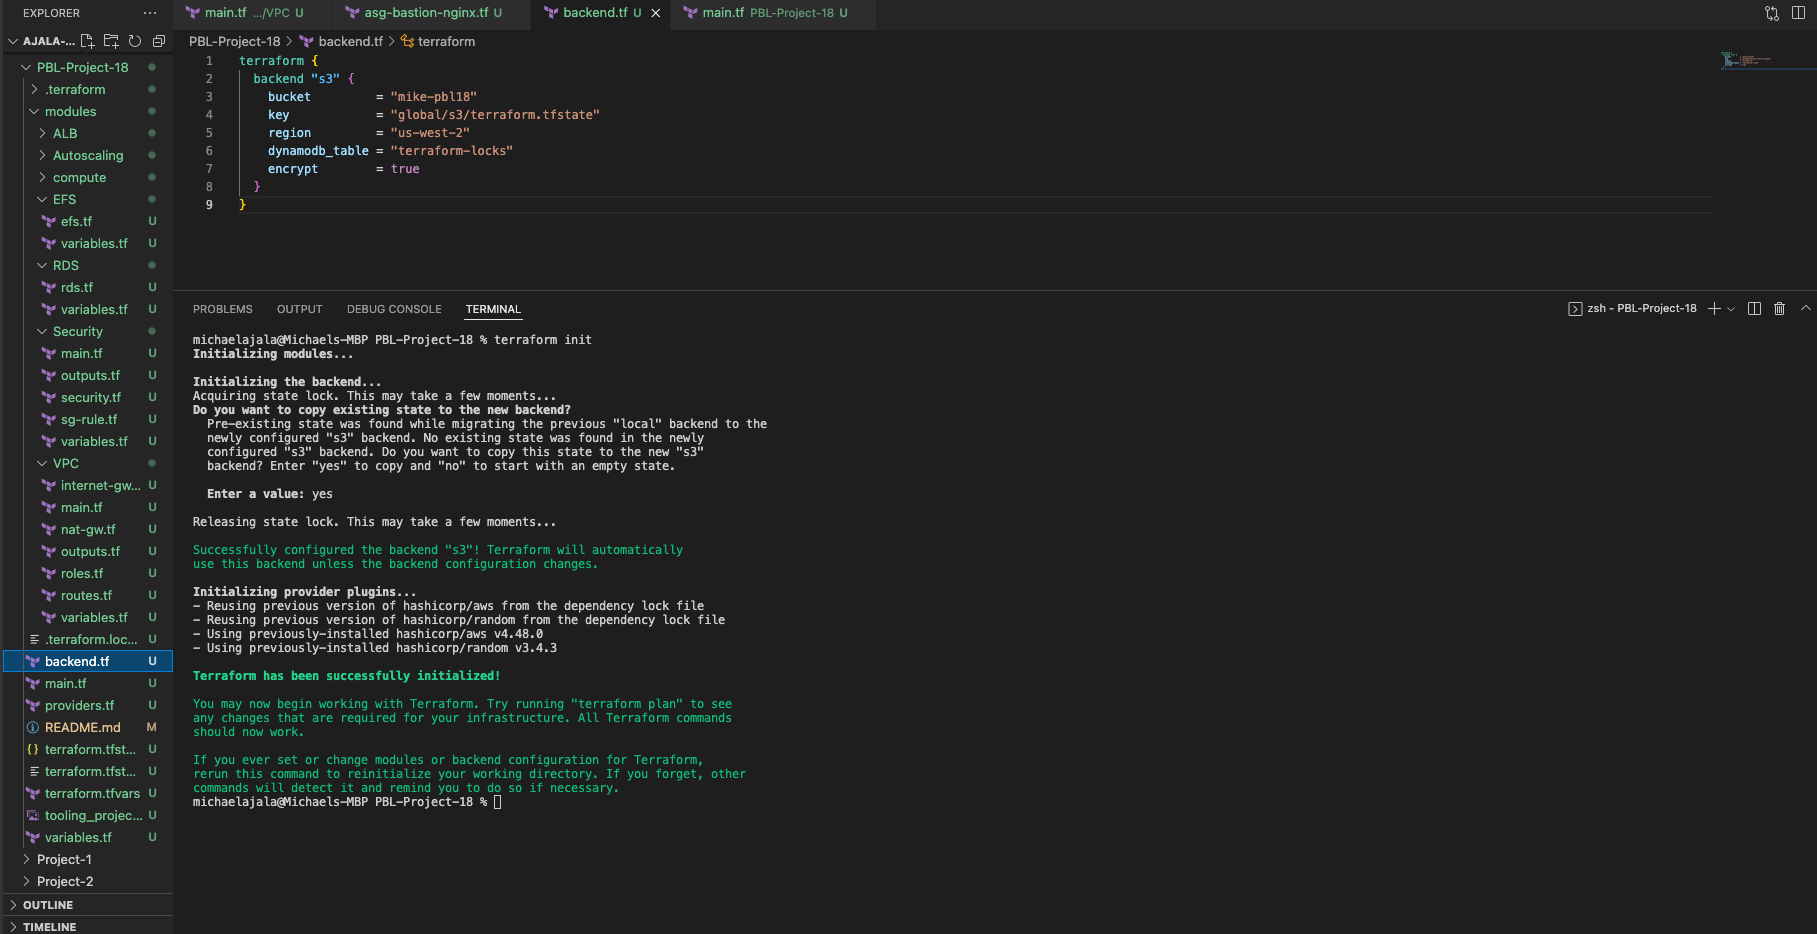 EXPLORER
AJALA-...
PBL-Project-18
.terraform
modules
ALB
Autoscaling
compute
EFS
efs.tf U
variables.tf U
RDS
rds.tf U
variables.tf U
Security
main.tf U
outputs.tf U
security.tf U
sg-rule.tf U
variables.tf U
VPC
internet-gw... U
main.tf U
nat-gw.tf U
outputs.tf U
roles.tf U
routes.tf U
variables.tf U
.terraform.loc... U
backend.tf U
main.tf U
providers.tf U
README.md M
terraform.tfst... U
terraform.tfst... U
terraform.tfvars U
tooling_projec... U
variables.tf U
Project-1
Project-2
OUTLINE
TIMELINE
main.tf .../VPC U
asg-bastion-nginx.tf U
backend.tf U
main.tf PBL-Project-18 U
PBL-Project-18 > backend.tf > terraform
1 terraform {
2 backend "s3" {
3 bucket = "mike-pbl18"
4 key = "global/s3/terraform.tfstate"
5 region = "us-west-2"
6 dynamodb_table = "terraform-locks"
7 encrypt = true
8 }
9 }
PROBLEMS OUTPUT DEBUG CONSOLE TERMINAL
zsh - PBL-Project-18
michaelajala@Michaels-MBP PBL-Project-18 % terraform init
Initializing modules...
Initializing the backend...
Acquiring state lock. This may take a few moments...
Do you want to copy existing state to the new backend?
Pre-existing state was found while migrating the previous "local" backend to the
newly configured "s3" backend. No existing state was found in the newly
configured "s3" backend. Do you want to copy this state to the new "s3"
backend? Enter "yes" to copy and "no" to start with an empty state.
Enter a value: yes
Releasing state lock. This may take a few moments...
Successfully configured the backend "s3"! Terraform will automatically
use this backend unless the backend configuration changes.
Initializing provider plugins...
- Reusing previous version of hashicorp/aws from the dependency lock file
- Reusing previous version of hashicorp/random from the dependency lock file
- Using previously-installed hashicorp/aws v4.48.0
- Using previously-installed hashicorp/random v3.4.3
Terraform has been successfully initialized!
You may now begin working with Terraform. Try running "terraform plan" to see
any changes that are required for your infrastructure. All Terraform commands
should now work.
If you ever set or change modules or backend configuration for Terraform,
rerun this command to reinitialize your working directory. If you forget, other
commands will detect it and remind you to do so if necessary.
michaelajala@Michaels-MBP PBL-Project-18 %